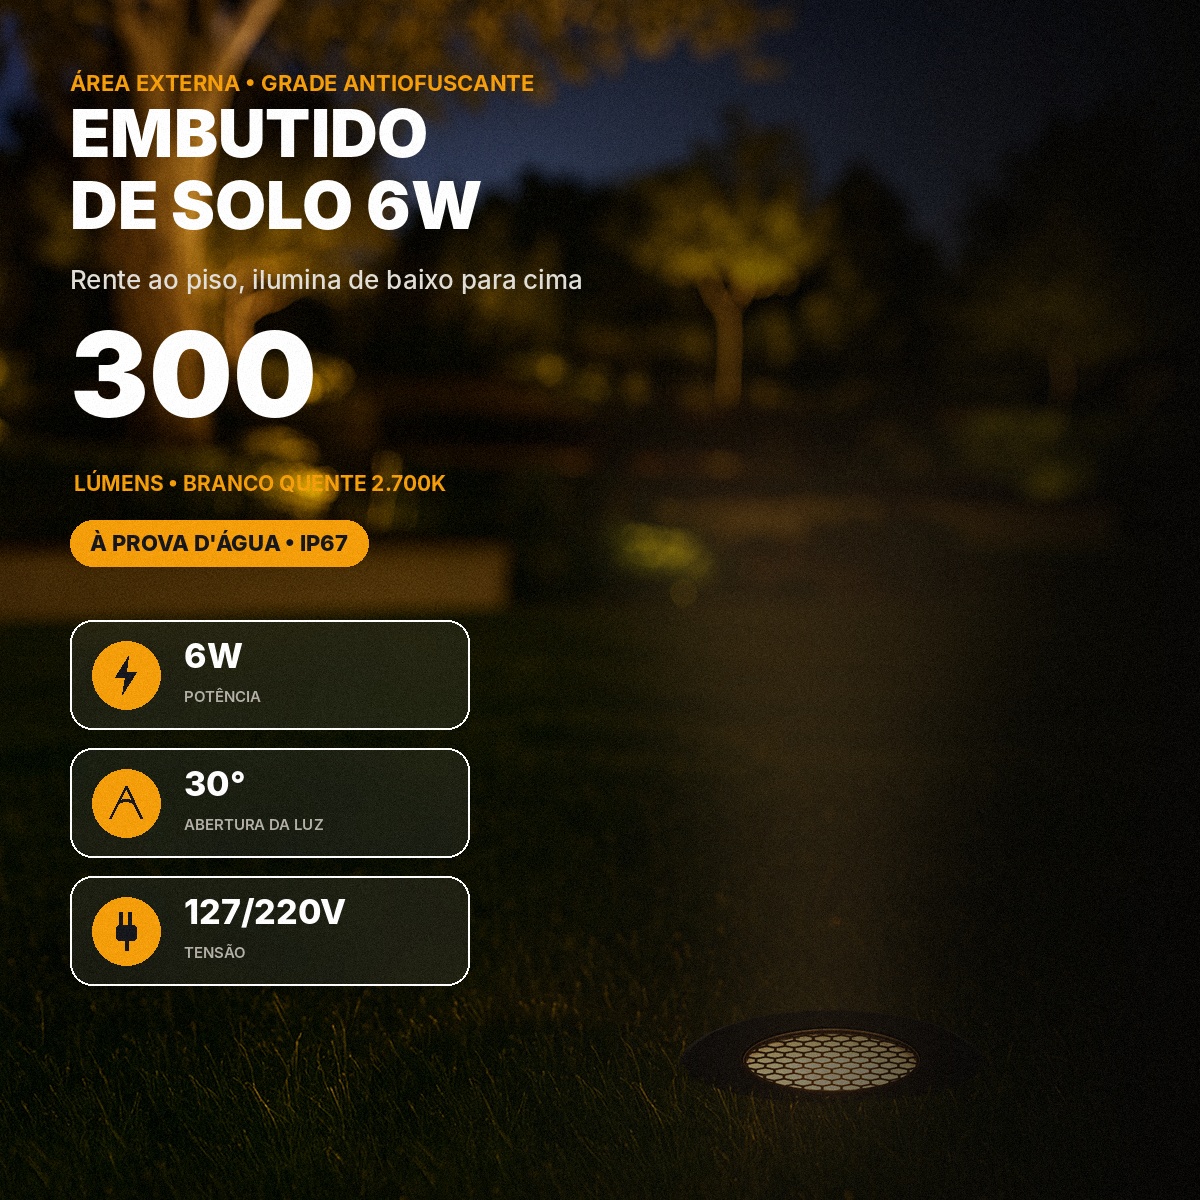 ÁREA EXTERNA • GRADE ANTIOFUSCANTE
EMBUTIDO
DE SOLO 6W
Rente ao piso, ilumina de baixo para cima
300
LÚMENS • BRANCO QUENTE 2.700K
À PROVA D'ÁGUA • IP67
6W
POTÊNCIA
30°
ABERTURA DA LUZ
127/220V
TENSÃO